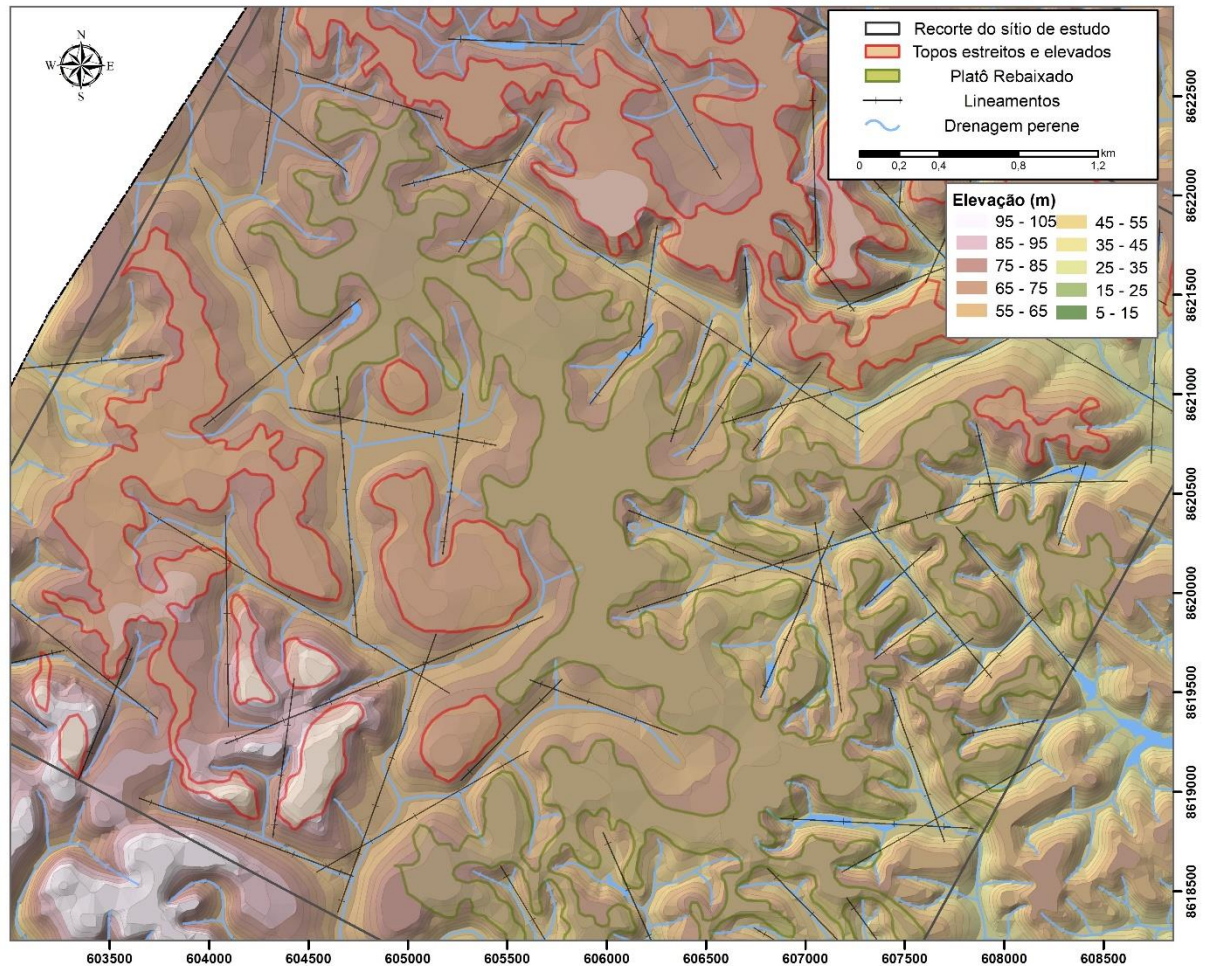 N
W E
S
Recorte do sítio de estudo
Topos estreitos e elevados
Platô Rebaixado
Lineamentos
Drenagem perene
km
0 0,2 0,4 0,8 1,2
Elevação (m)
95 - 105 45 - 55
85 - 95 35 - 45
75 - 85 25 - 35
65 - 75 15 - 25
55 - 65 5 - 15
8622500
8622000
8621500
8621000
8620500
8620000
8619500
8619000
8618500
603500 604000 604500 605000 605500 606000 606500 607000 607500 608000 608500